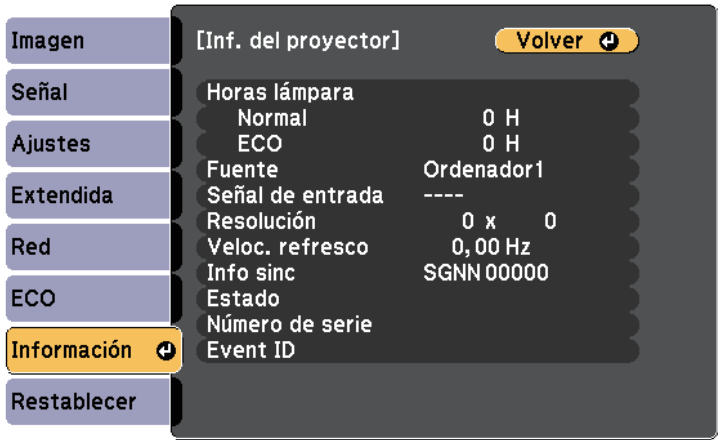 Imagen
Señal
Ajustes
Extendida
Red
ECO
Información
Restablecer
[Inf. del proyector]
Volver
Horas lámpara
Normal 0 H
ECO 0 H
Fuente Ordenador1
Señal de entrada ----
Resolución 0 x 0
Veloc. refresco 0,00 Hz
Info sinc SGNN 00000
Estado
Número de serie
Event ID